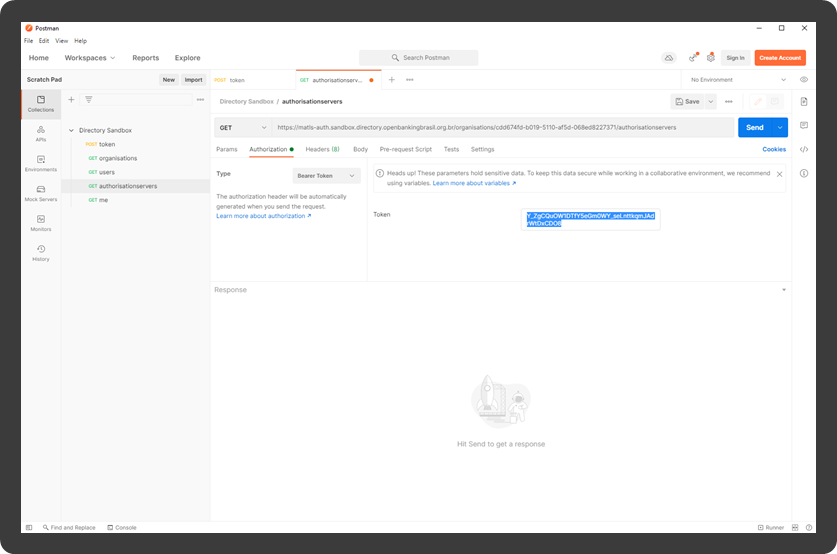 Postman
File Edit View Help
Home Workspaces Reports Explore
Search Postman
Sign In
Create Account
Scratch Pad
New
Import
POST token
GET authorisationserv...
No Environment
Collections
APIs
Environments
Mock Servers
Monitors
History
Directory Sandbox
POST token
GET organisations
GET users
GET authorisationservers
GET me
Directory Sandbox / authorisationservers
Save
GET
https://matls-auth.sandbox.directory.openbankingbrasil.org.br/organisations/cdd674fd-b019-5110-af5d-068ed8227371/authorisationservers
Send
Params Authorization Headers (8) Body Pre-request Script Tests Settings
Cookies
Type
Bearer Token
The authorization header will be automatically
generated when you send the request.
Learn more about authorization ↗
Heads up! These parameters hold sensitive data. To keep this data secure while working in a collaborative environment, we recommend
using variables. Learn more about variables ↗
Token
Response
Hit Send to get a response
Find and Replace
Console
Runner